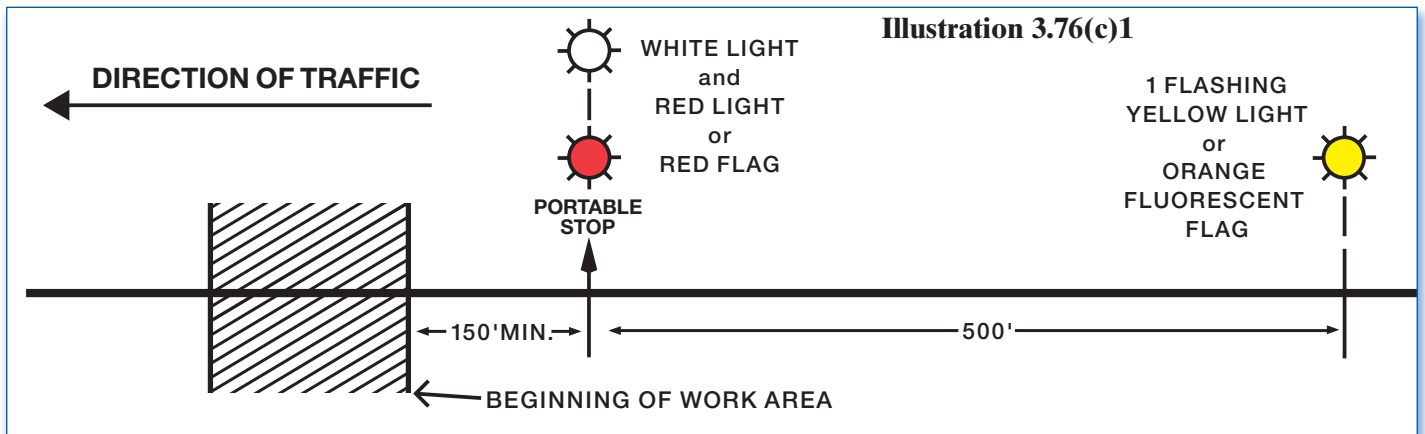 Illustration 3.76(c)1
DIRECTION OF TRAFFIC
WHITE LIGHT
and
RED LIGHT
or
RED FLAG
1 FLASHING
YELLOW LIGHT
or
ORANGE
FLUORESCENT
FLAG
PORTABLE
STOP
150'MIN.
500'
BEGINNING OF WORK AREA